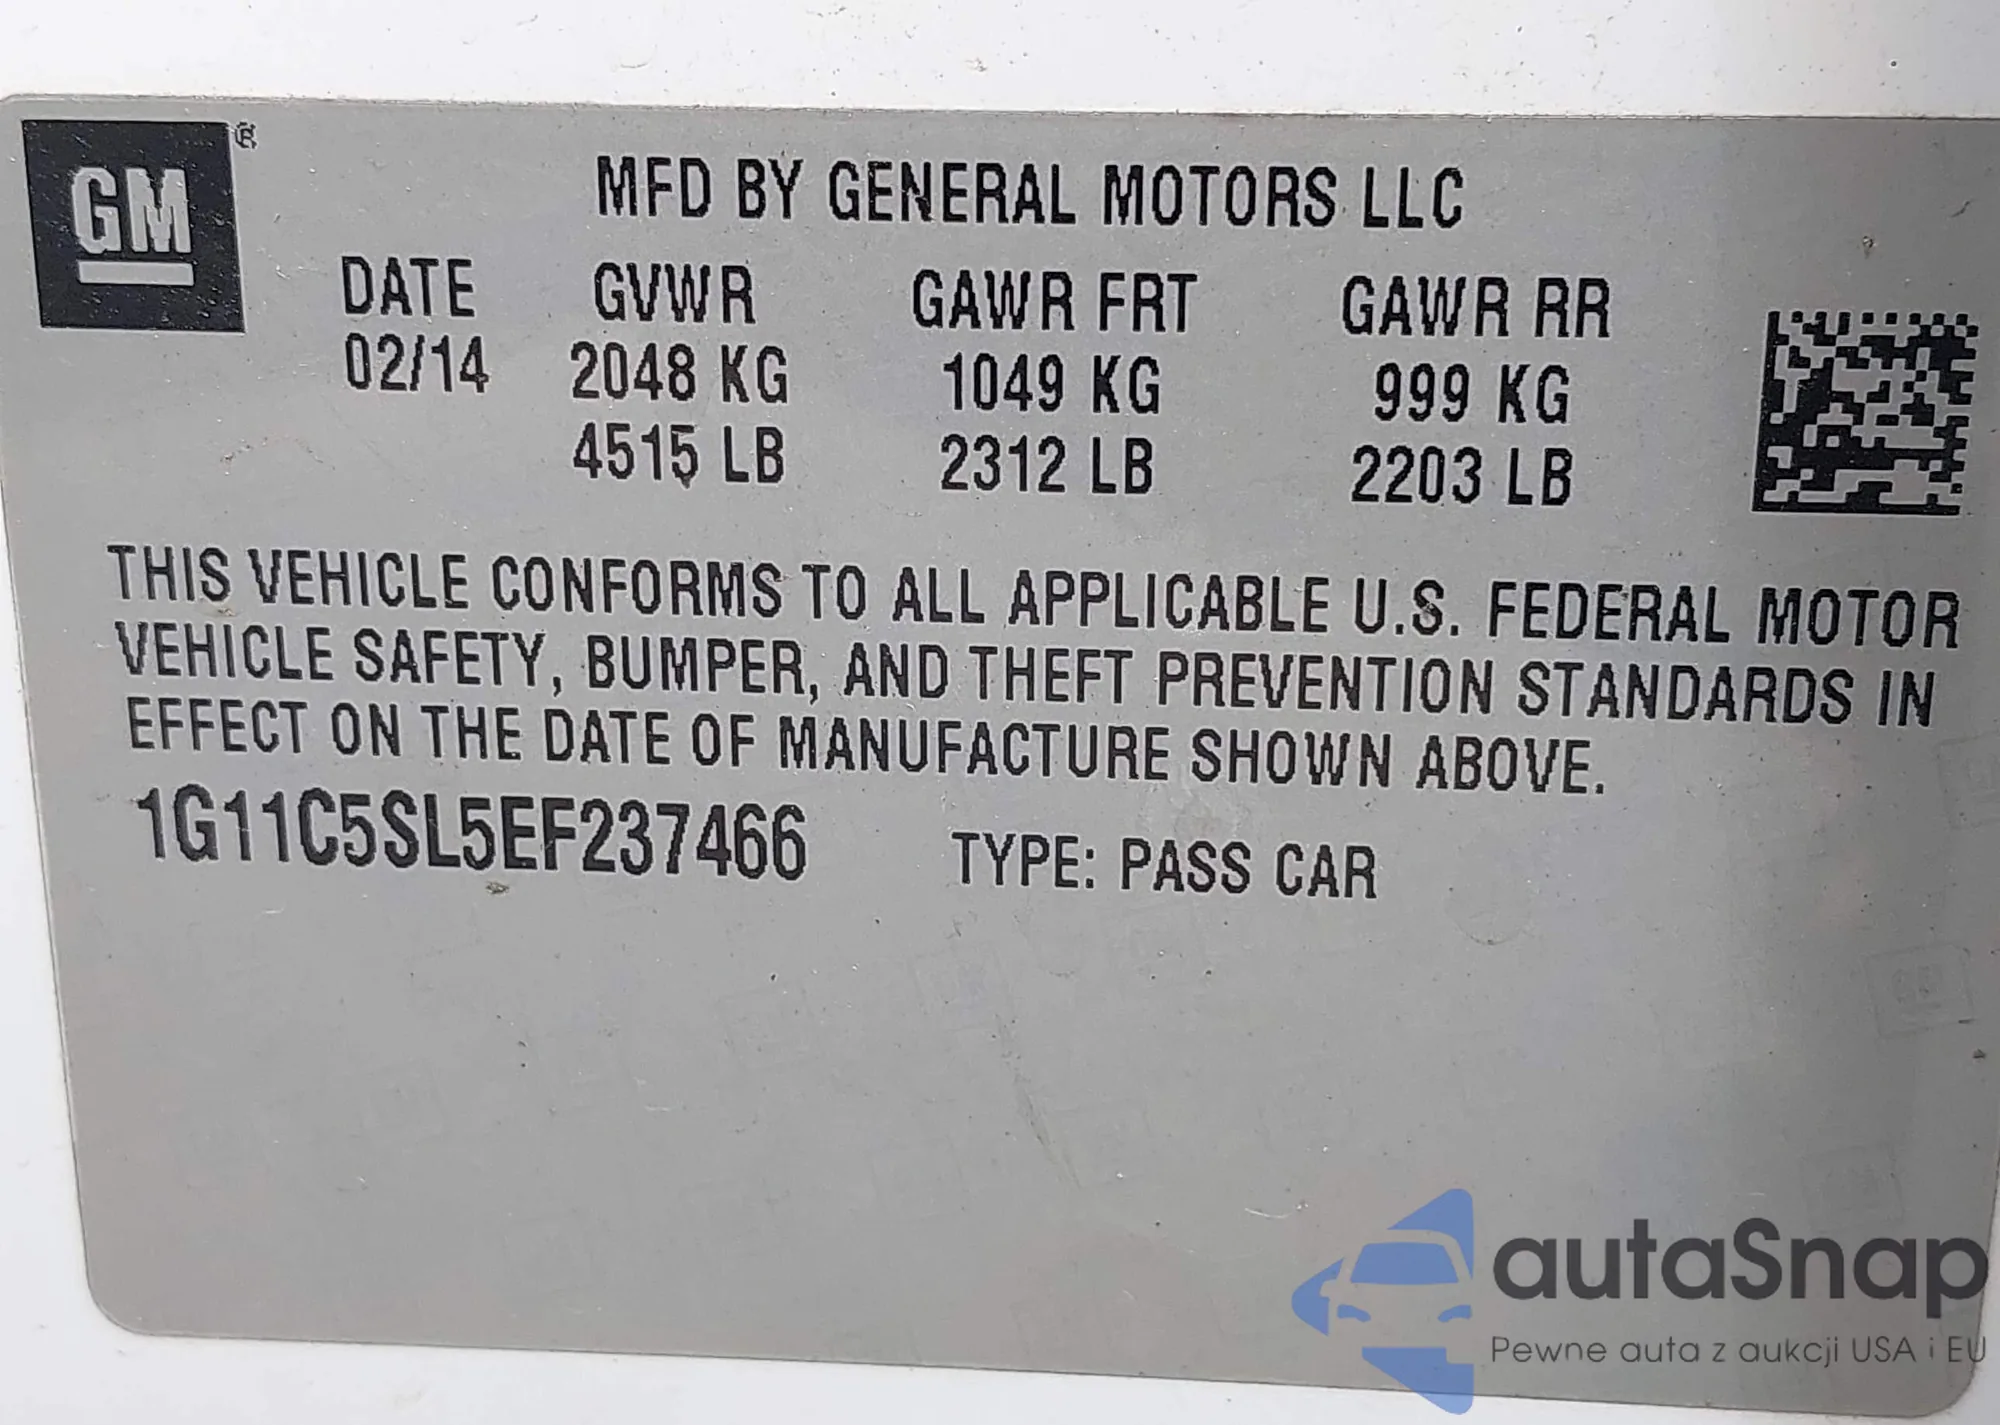 GM®
MFD BY GENERAL MOTORS LLC
DATE GVWR GAWR FRT GAWR RR
02/14 2048 KG 1049 KG 999 KG
4515 LB 2312 LB 2203 LB
THIS VEHICLE CONFORMS TO ALL APPLICABLE U.S. FEDERAL MOTOR
VEHICLE SAFETY, BUMPER, AND THEFT PREVENTION STANDARDS IN
EFFECT ON THE DATE OF MANUFACTURE SHOWN ABOVE.
1G11C5SL5EF237466 TYPE: PASS CAR
autaSnap
Pewne auta z aukcji USA i EU